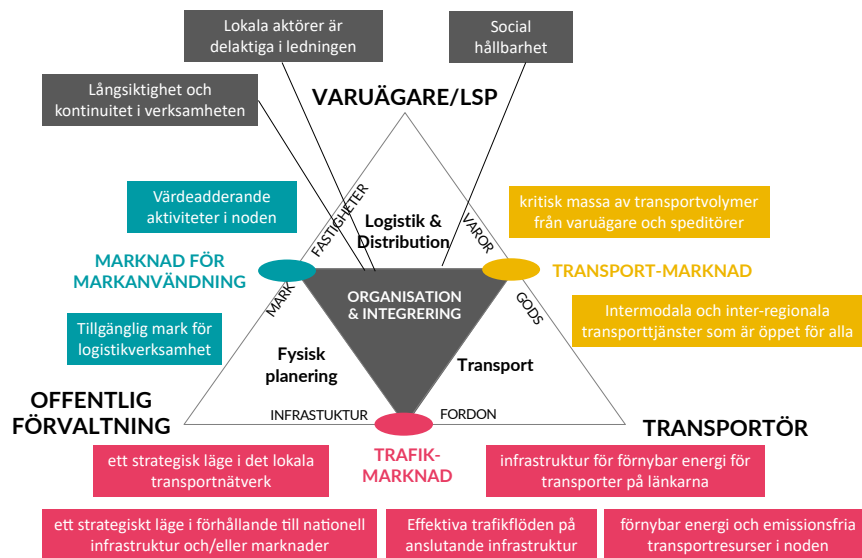 Lokala aktörer är
delaktiga i ledningen
Social
hållbarhet
Långsiktighet och
kontinuitet i verksamheten
VARUÄGARE/LSP
Värdeadderande
aktiviteter i noden
FASTIGHETER
Logistik &
Distribution
VAROR
kritisk massa av transportvolymer
från varuägare och speditörer
MARKNAD FÖR
MARKANVÄNDNING
TRANSPORT-MARKNAD
MARK
ORGANISATION
& INTEGRERING
GODS
Tillgänglig mark för
logistikverksamhet
Intermodala och inter-regionala
transporttjänster som är öppet för alla
Fysisk
planering
Transport
OFFENTLIG
FÖRVALTNING
INFRASTUKTUR
FORDON
TRANSPORTÖR
TRAFIK-
MARKNAD
ett strategisk läge i det lokala
transportnätverk
infrastruktur för förnybar energi för
transporter på länkarna
ett strategiskt läge i förhållande till nationell
infrastruktur och/eller marknader
Effektiva trafikflöden på
anslutande infrastruktur
förnybar energi och emissionsfria
transportresurser i noden